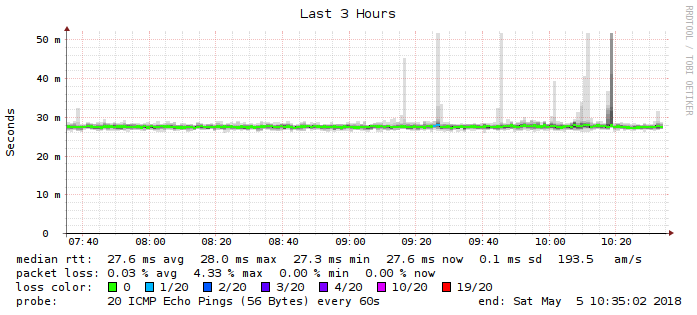 Last 3 Hours
RRDTOOL / TOBI OETIKER
Seconds
50 m
40 m
30 m
20 m
10 m
0
07:40 08:00 08:20 08:40 09:00 09:20 09:40 10:00 10:20
median rtt: 27.6 ms avg 28.0 ms max 27.3 ms min 27.6 ms now 0.1 ms sd 193.5 am/s
packet loss: 0.03 % avg 4.33 % max 0.00 % min 0.00 % now
loss color: 0 1/20 2/20 3/20 4/20 10/20 19/20
probe: 20 ICMP Echo Pings (56 Bytes) every 60s end: Sat May 5 10:35:02 2018